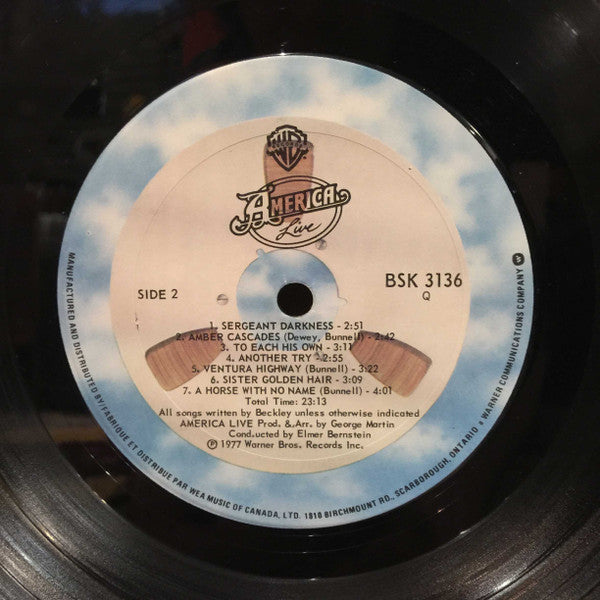 WB
AMERICA
Live
SIDE 2
BSK 3136
Q
1. SERGEANT DARKNESS - 2:51
2. AMBER CASCADES (Dewey, Bunnell) - 2:42
3. TO EACH HIS OWN - 3:11
4. ANOTHER TRY - 2:55
5. VENTURA HIGHWAY (Bunnell) - 3:22
6. SISTER GOLDEN HAIR - 3:09
7. A HORSE WITH NO NAME (Bunnell) - 4:01
Total Time: 23:13
All songs written by Beckley unless otherwise indicated
AMERICA LIVE Prod. & Arr. by George Martin
Conducted by Elmer Bernstein
℗ 1977 Warner Bros. Records Inc.
MANUFACTURED AND DISTRIBUTED BY/FABRIQUÉ ET DISTRIBUÉ PAR WEA MUSIC OF CANADA, LTD. 1810 BIRCHMOUNT RD., SCARBOROUGH, ONTARIO • WARNER COMMUNICATIONS COMPANY